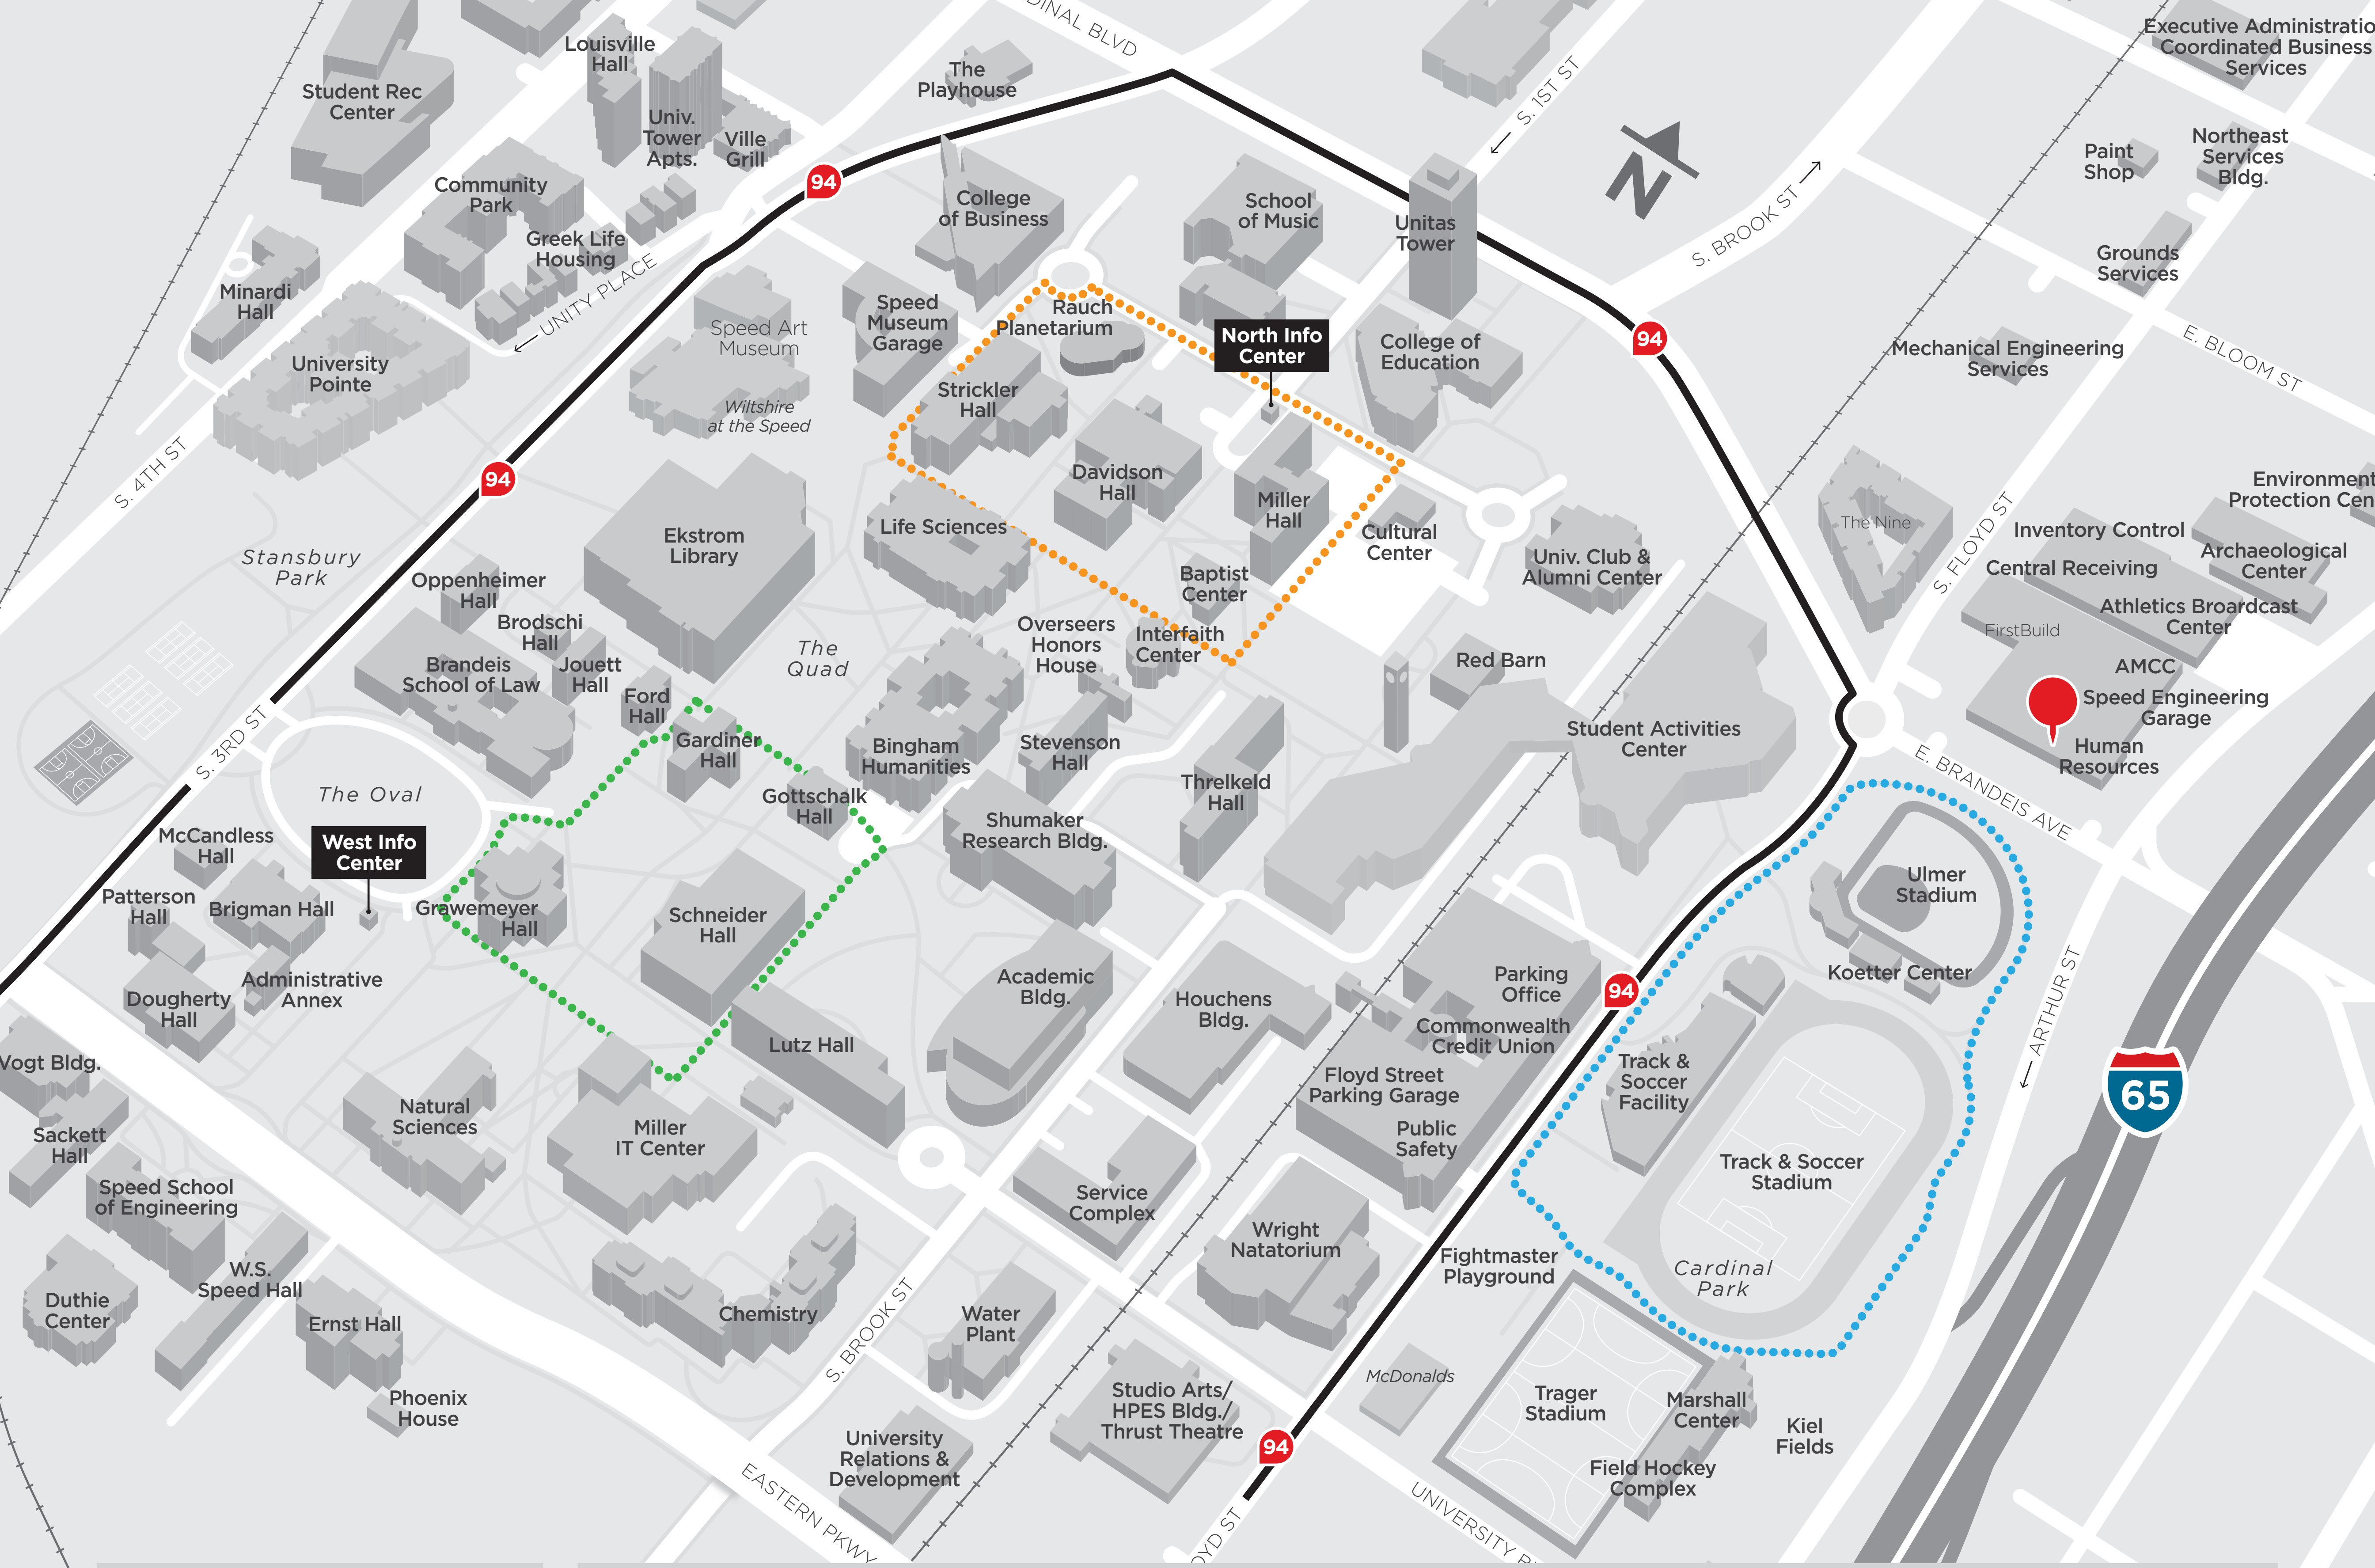 DINAL BLVD
Executive Administratio
Coordinated Business
Services
Louisville
Hall
Student Rec
Center
The
Playhouse
S. 1ST ST
Univ.
Tower
Apts.
Ville
Grill
Paint
Shop
Northeast
Services
Bldg.
94
N
Community
Park
College
of Business
School
of Music
Unitas
Tower
S. BROOK ST
Greek Life
Housing
UNITY PLACE
Grounds
Services
Minardi
Hall
Speed
Museum
Garage
Rauch
Planetarium
North Info
Center
94
Speed Art
Museum
College of
Education
Mechanical Engineering
Services
E. BLOOM ST
University
Pointe
Strickler
Hall
Wiltshire
at the Speed
S. 4TH ST
94
Davidson
Hall
Miller
Hall
Environment
Protection Cen
Life Sciences
Cultural
Center
The Nine
S. FLOYD ST
Inventory Control
Ekstrom
Library
Univ. Club &
Alumni Center
Archaeological
Center
Central Receiving
Stansbury
Park
Oppenheimer
Hall
Baptist
Center
Athletics Broardcast
Center
Brodschi
Hall
The
Quad
Overseers
Honors
House
Interfaith
Center
FirstBuild
Red Barn
AMCC
Brandeis
School of Law
Jouett
Hall
Ford
Hall
Speed Engineering
Garage
S. 3RD ST
Gardiner
Hall
Bingham
Humanities
Stevenson
Hall
Student Activities
Center
Human
Resources
E. BRANDEIS AVE
The Oval
Gottschalk
Hall
Threlkeld
Hall
McCandless
Hall
West Info
Center
Shumaker
Research Bldg.
Ulmer
Stadium
Patterson
Hall
Brigman Hall
Grawemeyer
Hall
Schneider
Hall
Koetter Center
Administrative
Annex
Academic
Bldg.
Parking
Office
94
ARTHUR ST
Dougherty
Hall
Houchens
Bldg.
Commonwealth
Credit Union
Lutz Hall
Vogt Bldg.
Floyd Street
Parking Garage
Track &
Soccer
Facility
65
Natural
Sciences
Miller
IT Center
Public
Safety
Sackett
Hall
Track & Soccer
Stadium
Speed School
of Engineering
Service
Complex
Wright
Natatorium
Fightmaster
Playground
Cardinal
Park
W.S.
Speed Hall
Duthie
Center
Ernst Hall
Chemistry
S. BROOK ST
Water
Plant
McDonalds
Phoenix
House
Studio Arts/
HPES Bldg./
Thrust Theatre
Trager
Stadium
Marshall
Center
Kiel
Fields
University
Relations &
Development
94
Field Hockey
Complex
EASTERN PKWY
OYD ST
UNIVERSITY